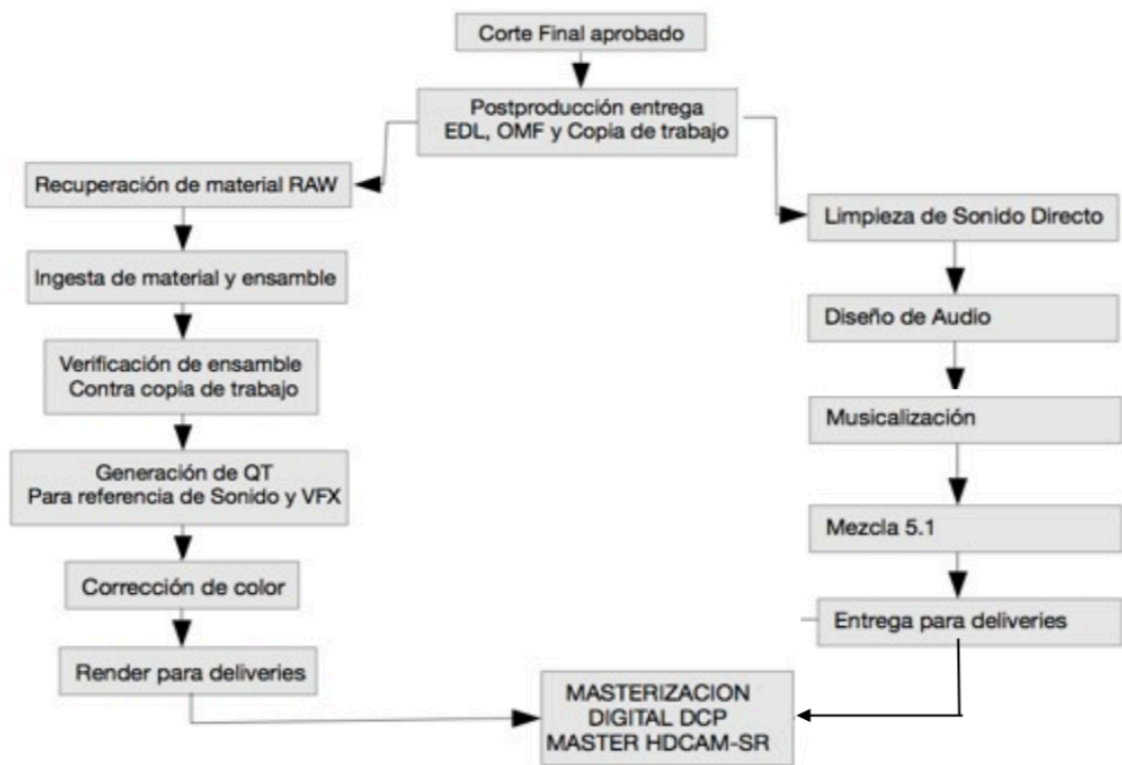 Corte Final aprobado
Postproducción entrega
EDL, OMF y Copia de trabajo
Recuperación de material RAW
Ingesta de material y ensamble
Verificación de ensamble
Contra copia de trabajo
Generación de QT
Para referencia de Sonido y VFX
Corrección de color
Render para deliveries
Limpieza de Sonido Directo
Diseño de Audio
Musicalización
Mezcla 5.1
Entrega para deliveries
MASTERIZACION
DIGITAL DCP
MASTER HDCAM-SR